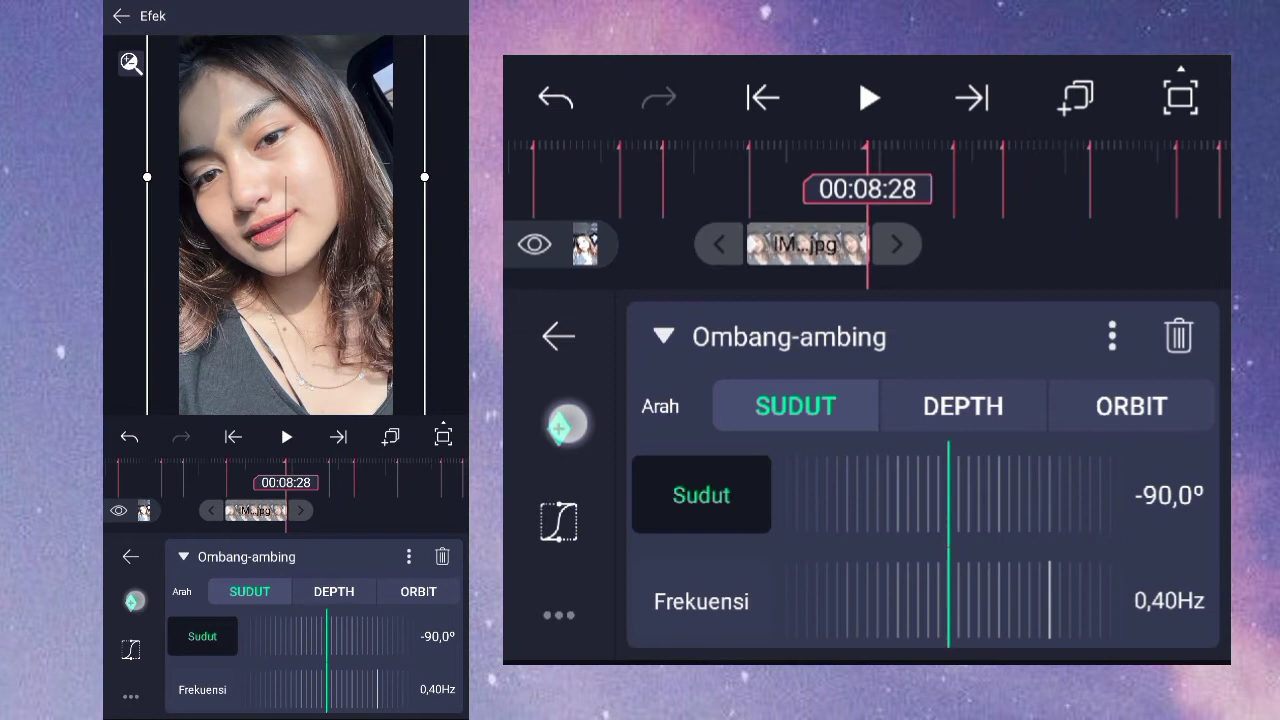 Efek
00:08:28
IM...jpg
Ombang-ambing
Arah
SUDUT
DEPTH
ORBIT
Sudut
-90,0º
Frekuensi
0,40Hz
00:08:28
IM...jpg
Ombang-ambing
Arah
SUDUT
DEPTH
ORBIT
Sudut
-90,0º
Frekuensi
0,40Hz